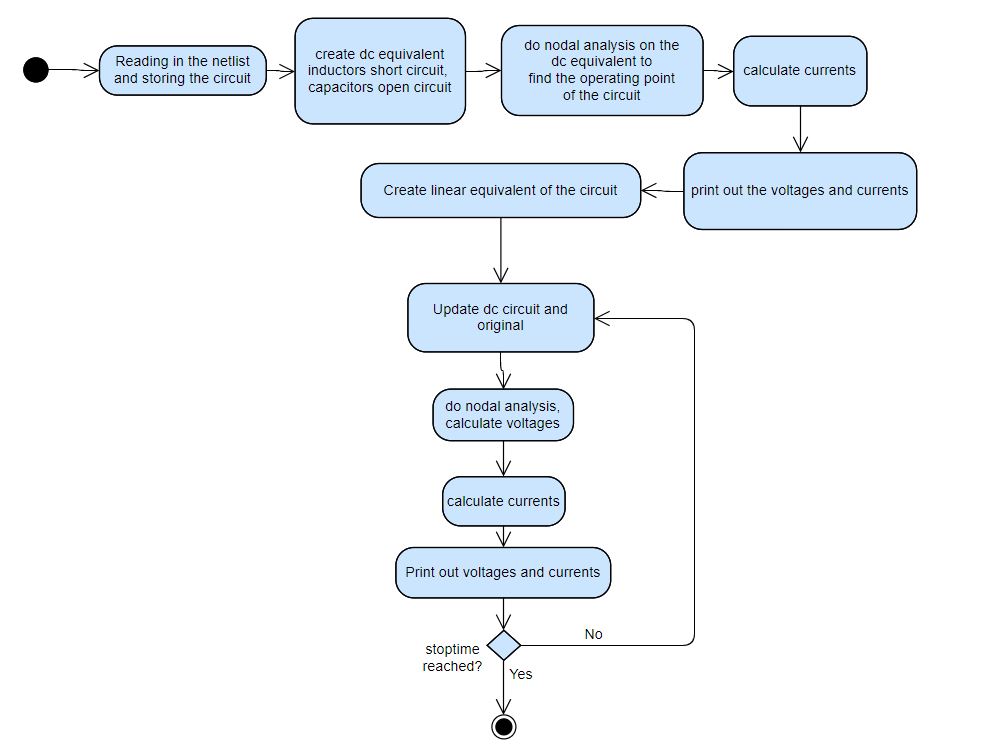 Reading in the netlist
and storing the circuit
create dc equivalent
inductors short circuit,
capacitors open circuit
do nodal analysis on the
dc equivalent to
find the operating point
of the circuit
calculate currents
print out the voltages and currents
Create linear equivalent of the circuit
Update dc circuit and
original
do nodal analysis,
calculate voltages
calculate currents
Print out voltages and currents
stoptime
reached?
No
Yes